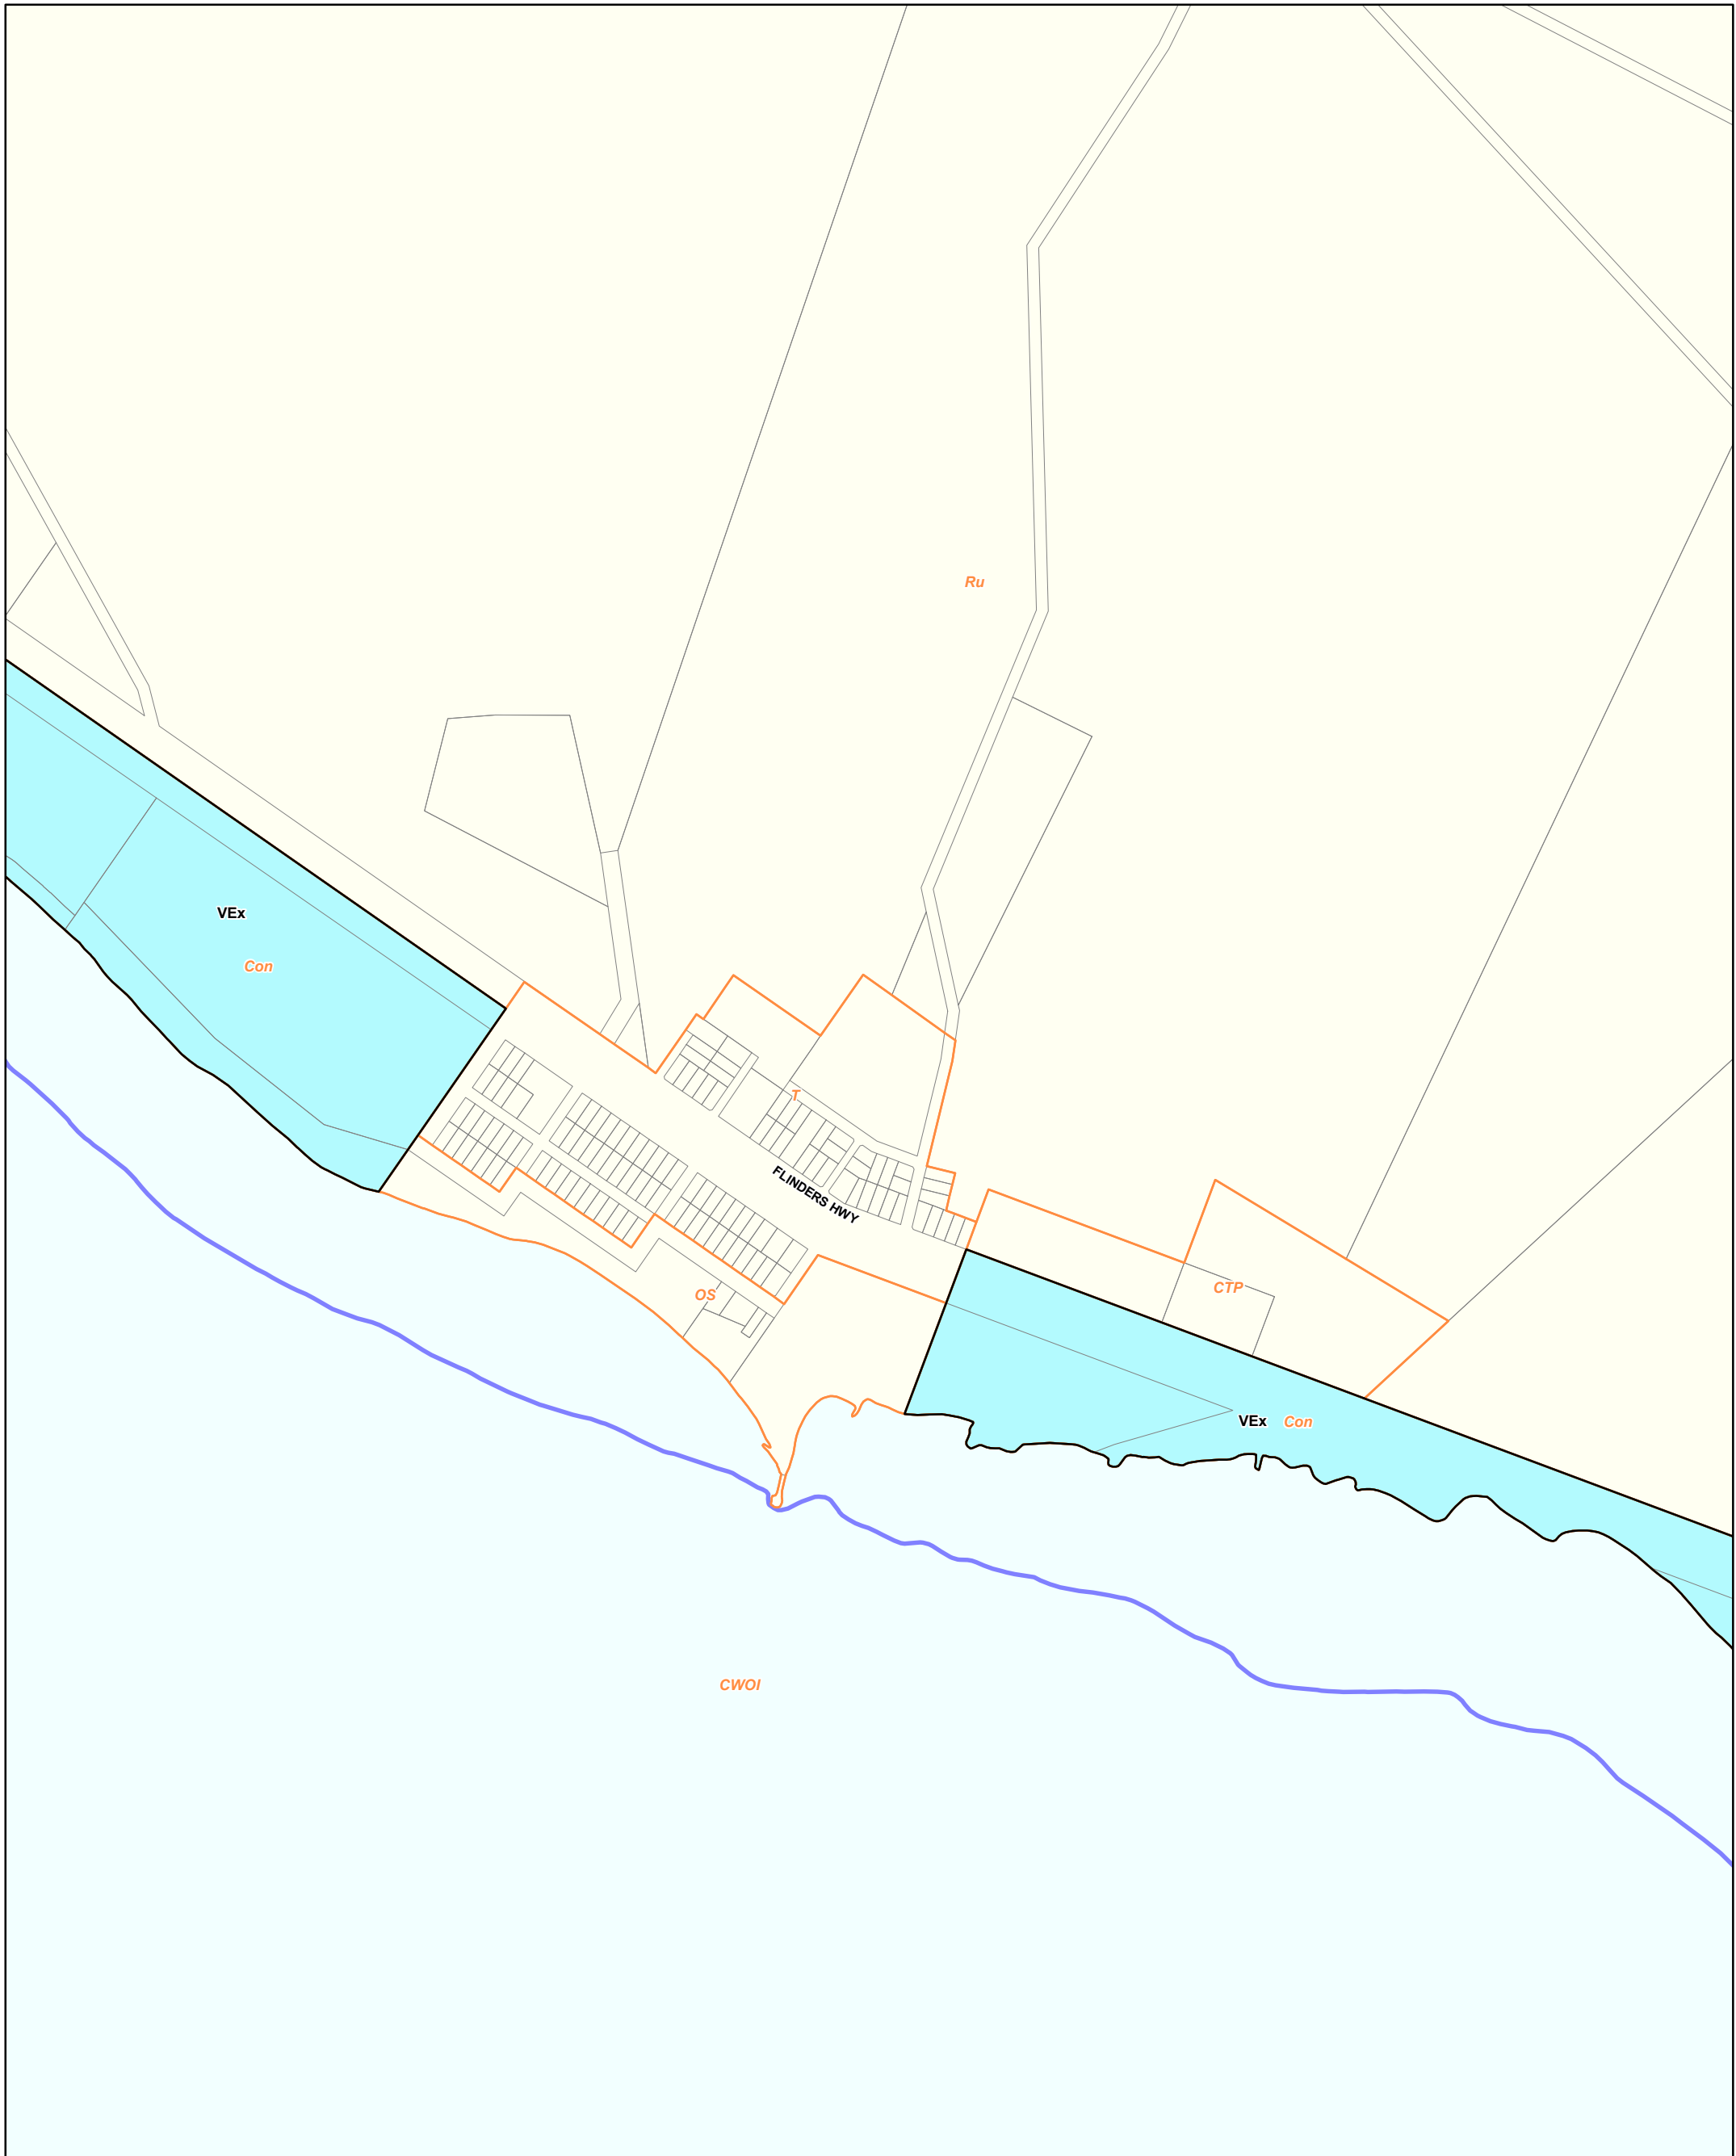 Ru
VEx
Con
T
FLINDERS HWY
CTP
OS
VEx Con
CWOI